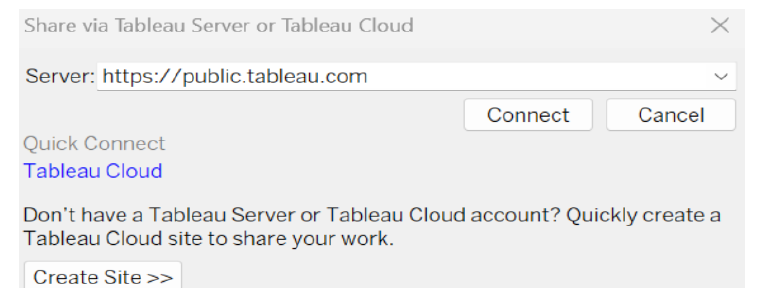 Share via Tableau Server or Tableau Cloud
Server: https://public.tableau.com
Connect Cancel
Quick Connect
Tableau Cloud
Don't have a Tableau Server or Tableau Cloud account? Quickly create a
Tableau Cloud site to share your work.
Create Site >>